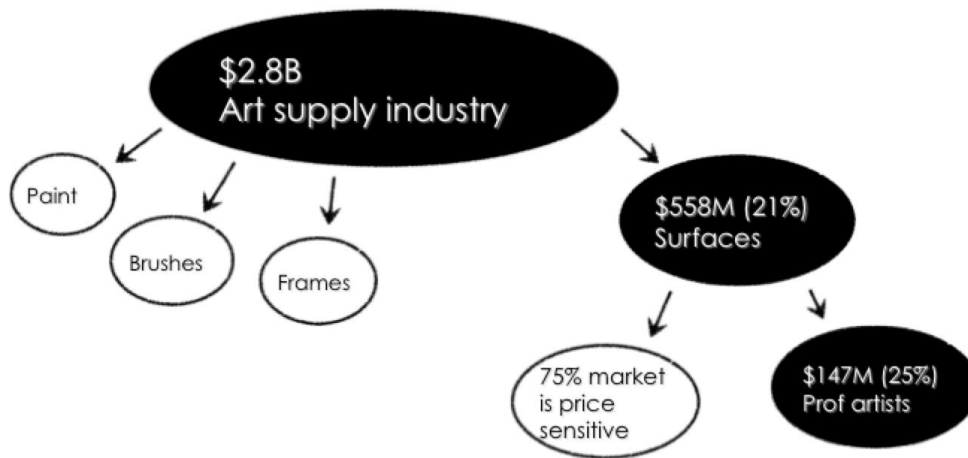 $2.8B
Art supply industry
Paint
Brushes
Frames
$558M (21%)
Surfaces
75% market
is price
sensitive
$147M (25%)
Prof artists